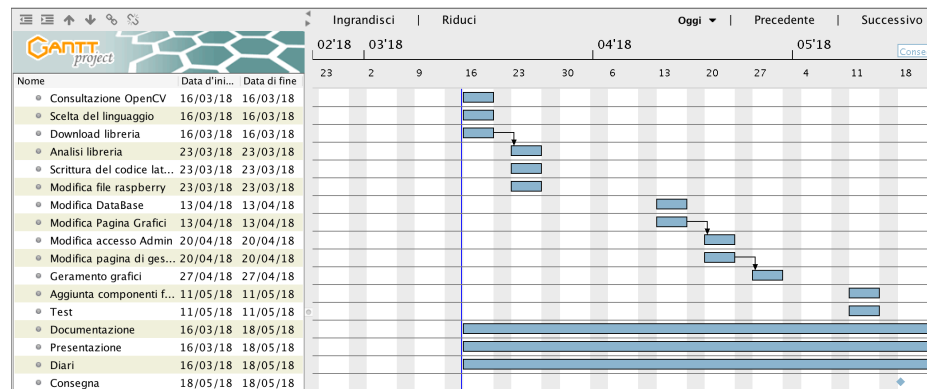 Ingrandisci | Riduci Oggi | Precedente | Successivo
GANTT project
02'18 03'18 04'18 05'18
Conse
23 2 9 16 23 30 6 13 20 27 4 11 18
Nome Data d'ini... Data di fine
Consultazione OpenCV 16/03/18 16/03/18
Scelta del linguaggio 16/03/18 16/03/18
Download libreria 16/03/18 16/03/18
Analisi libreria 23/03/18 23/03/18
Scrittura del codice lat... 23/03/18 23/03/18
Modifica file raspberry 23/03/18 23/03/18
Modifica DataBase 13/04/18 13/04/18
Modifica Pagina Grafici 13/04/18 13/04/18
Modifica accesso Admin 20/04/18 20/04/18
Modifica pagina di ges... 20/04/18 20/04/18
Geramento grafici 27/04/18 27/04/18
Aggiunta componenti f... 11/05/18 11/05/18
Test 11/05/18 11/05/18
Documentazione 16/03/18 18/05/18
Presentazione 16/03/18 18/05/18
Diari 16/03/18 18/05/18
Consegna 18/05/18 18/05/18